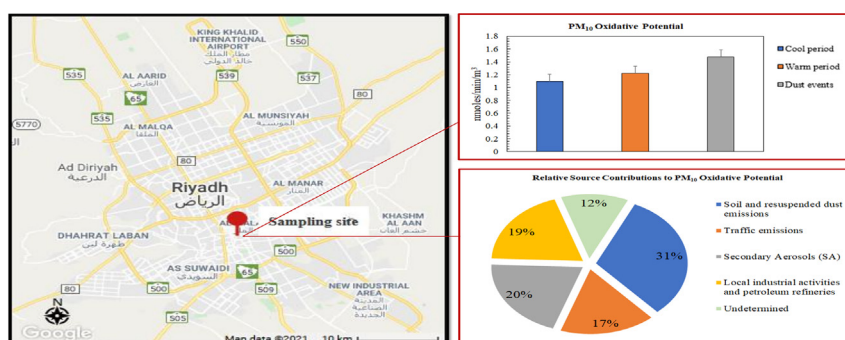 KING KHALID
INTERNATIONAL
AIRPORT
مطار الملك
خالد الدولي
550
535
539
537
AL AARID
العارض
65
80
535
AL MUNSIYAH
المونسية
5770
AL MALQA
الملقا
80
Ad Diriyah
الدرعية
AL MANAR
المنار
Riyadh
الرياض
Sampling site
KHASHM
AL AAN
خشم العان
DHAHRAT LABAN
ظهرة لبن
500
AS SUWAIDI
السويدي
65
80
500
509
NEW INDUSTRIAL
AREA
المدينة
الصناعية
الجديدة
N
505
Google
Map data ©2021
10 km
PM10 Oxidative Potential
nmoles/min/m3
1.8
1.6
1.4
1.2
1
0.8
0.6
0.4
0.2
0
Cool period
Warm period
Dust events
Relative Source Contributions to PM10 Oxidative Potential
12%
19%
31%
20%
17%
Soil and resuspended dust
emissions
Traffic emissions
Secondary Aerosols (SA)
Local industrial activities
and petroleum refineries
Undetermined